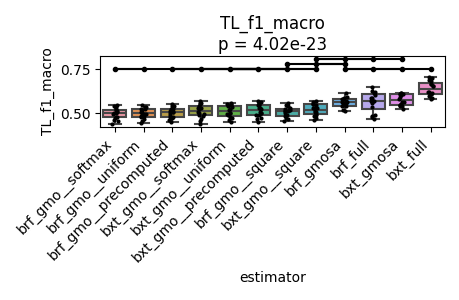 TL_f1_macro
p = 4.02e-23
TL_f1_macro
0.75
0.50
brf_gmo__softmax
brf_gmo__uniform
brf_gmo__precomputed
bxt_gmo__softmax
bxt_gmo__uniform
bxt_gmo__precomputed
brf_gmo__square
bxt_gmo__square
brf_gmosa
brf_full
bxt_gmosa
bxt_full
estimator